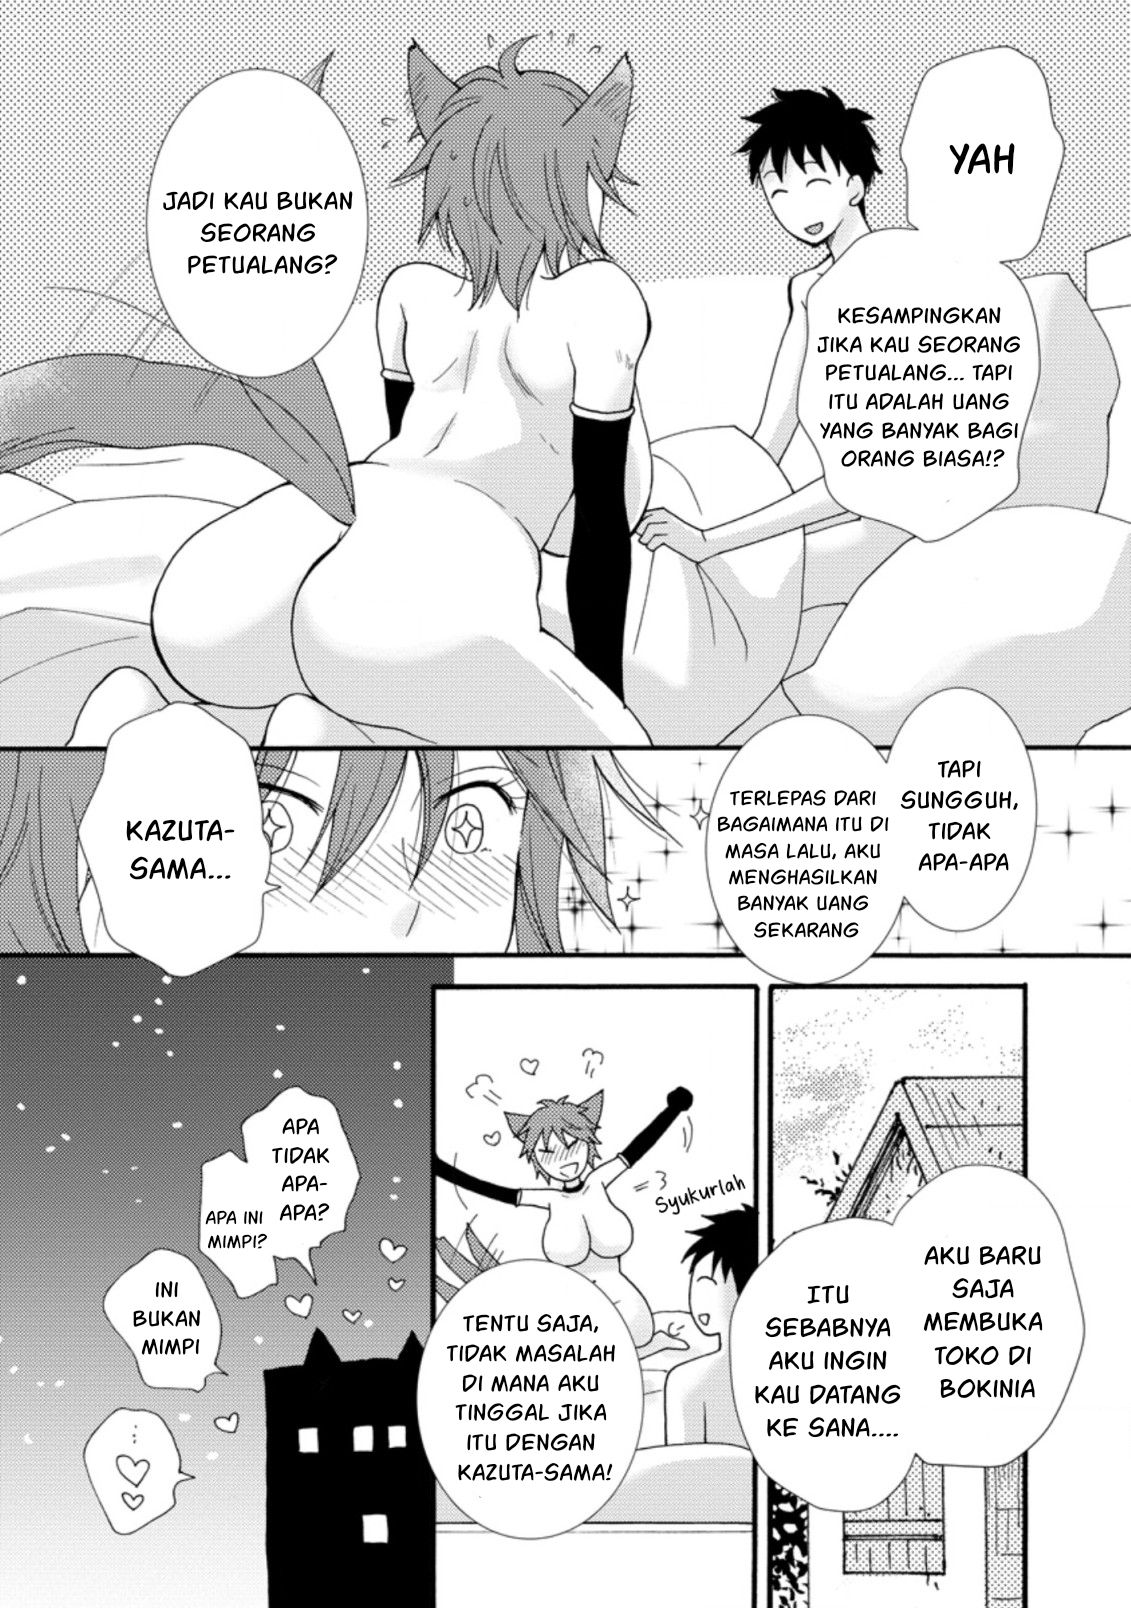 YAH
KESAMPINGKAN
JIKA KAU SEORANG
PETUALANG... TAPI
ITU ADALAH UANG
YANG BANYAK BAGI
ORANG BIASA!?
JADI KAU BUKAN
SEORANG
PETUALANG?
TAPI
SUNGGUH,
TIDAK
APA-APA
TERLEPAS DARI
BAGAIMANA ITU DI
MASA LALU, AKU
MENGHASILKAN
BANYAK UANG
SEKARANG
KAZUTA-
SAMA...
AKU BARU
SAJA
MEMBUKA
TOKO DI
BOKINIA
ITU
SEBABNYA
AKU INGIN
KAU DATANG
KE SANA....
Syukurlah
TENTU SAJA,
TIDAK MASALAH
DI MANA AKU
TINGGAL JIKA
ITU DENGAN
KAZUTA-SAMA!
APA
TIDAK
APA-
APA?
APA INI
MIMPI?
INI
BUKAN
MIMPI
...